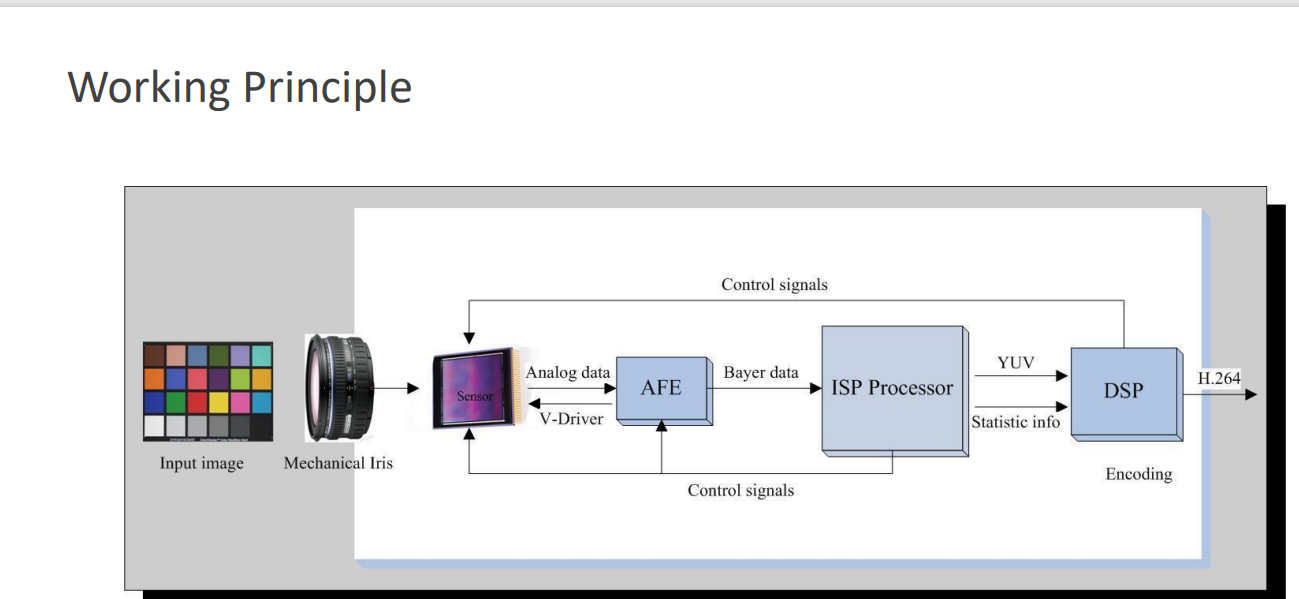 Working Principle
Control signals
Analog data
Bayer data
YUV
H.264
Sensor
AFE
ISP Processor
DSP
V-Driver
Statistic info
Input image
Mechanical Iris
Encoding
Control signals